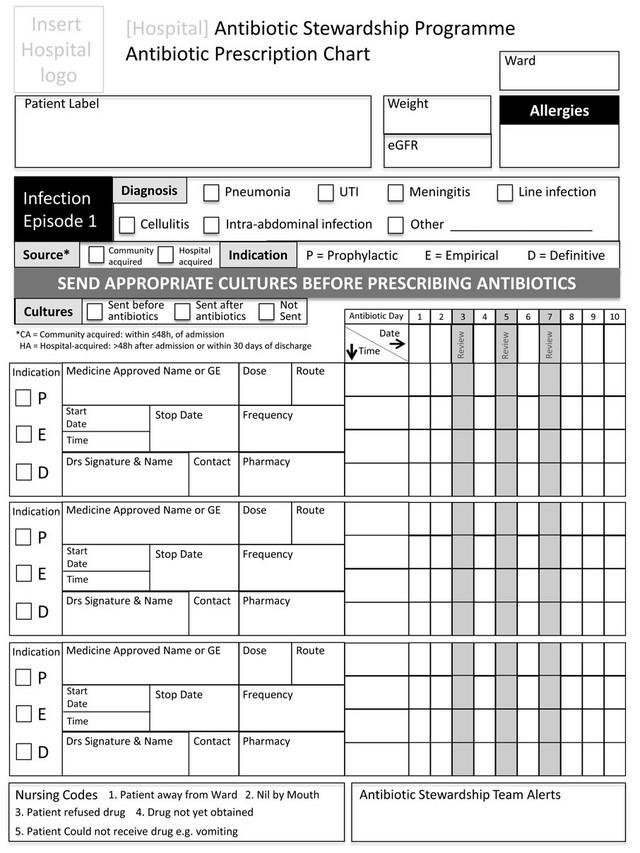 Insert
Hospital
logo
[Hospital] Antibiotic Stewardship Programme
Antibiotic Prescription Chart
Ward
Patient Label
Weight
Allergies
eGFR
Infection
Episode 1
Diagnosis Pneumonia UTI Meningitis Line infection
Cellulitis Intra-abdominal infection Other
Source* Community
acquired Hospital
acquired Indication P = Prophylactic E = Empirical D = Definitive
SEND APPROPRIATE CULTURES BEFORE PRESCRIBING ANTIBIOTICS
Cultures Sent before
antibiotics Sent after
antibiotics Not
Sent
*CA = Community acquired: within ≤48h, of admission
HA = Hospital-acquired: >48h after admission or within 30 days of discharge
Antibiotic Day 1 2 3 4 5 6 7 8 9 10
Date
Time
Review Review Review
Indication Medicine Approved Name or GE Dose Route
P
Start
Date
Stop Date Frequency
E
Time
Drs Signature & Name Contact Pharmacy
D
Indication Medicine Approved Name or GE Dose Route
P
Start
Date
Stop Date Frequency
E
Time
Drs Signature & Name Contact Pharmacy
D
Indication Medicine Approved Name or GE Dose Route
P
Start
Date
Stop Date Frequency
E
Time
Drs Signature & Name Contact Pharmacy
D
Nursing Codes 1. Patient away from Ward 2. Nil by Mouth
3. Patient refused drug 4. Drug not yet obtained
5. Patient Could not receive drug e.g. vomiting
Antibiotic Stewardship Team Alerts